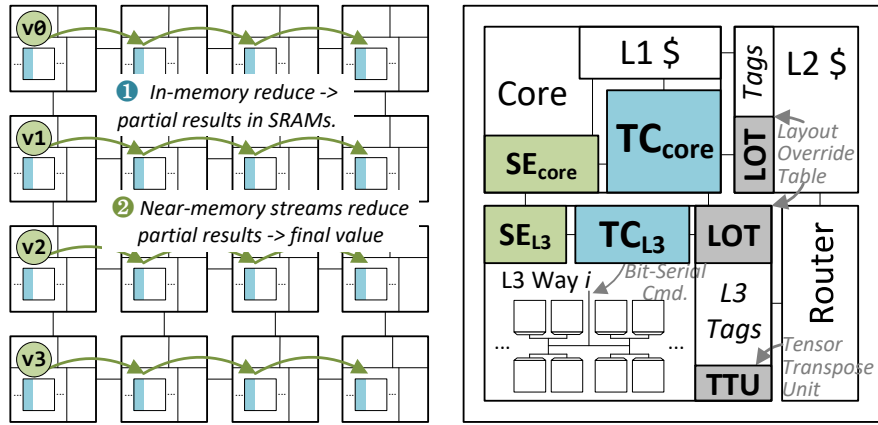 v0
❶ In-memory reduce ->
partial results in SRAMs.
v1
❷ Near-memory streams reduce
partial results -> final value
v2
v3
L1 $
Tags
L2 $
Core
TCcore
LOT
Layout
Override
Table
SEcore
SEL3
TCL3
LOT
L3 Way i
Bit-Serial
Cmd.
L3
Tags
Router
...
...
Tensor
Transpose
Unit
TTU